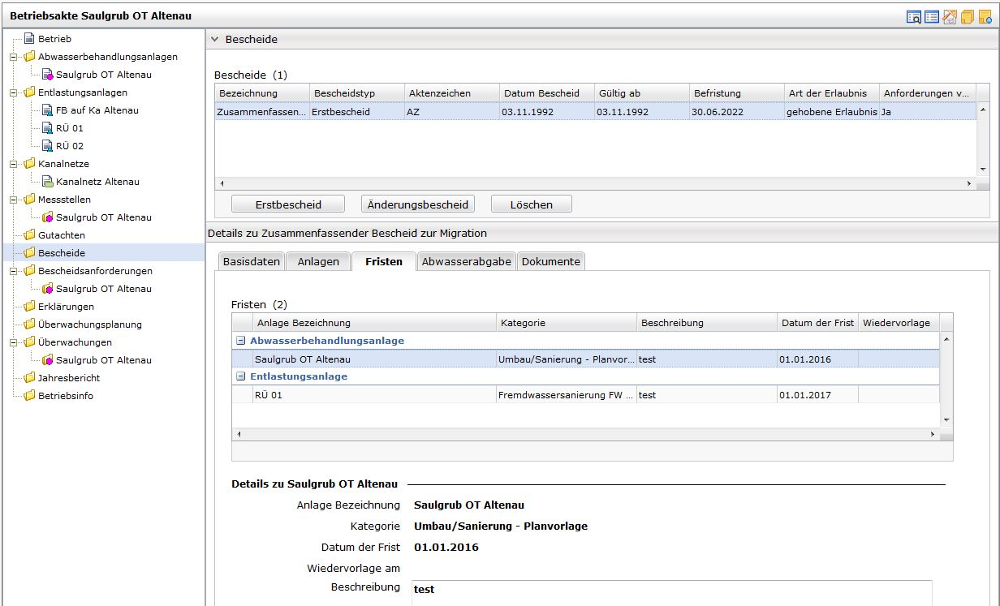 Betriebsakte Saulgrub OT Altenau
Betrieb
Abwasserbehandlungsanlagen
Saulgrub OT Altenau
Entlastungsanlagen
FB auf Ka Altenau
RÜ 01
RÜ 02
Kanalnetze
Kanalnetz Altenau
Messstellen
Saulgrub OT Altenau
Gutachten
Bescheide
Bescheidsanforderungen
Saulgrub OT Altenau
Erklärungen
Überwachungsplanung
Überwachungen
Saulgrub OT Altenau
Jahresbericht
Betriebsinfo
Bescheide
Bescheide (1)
Bezeichnung Bescheidstyp Aktenzeichen Datum Bescheid Gültig ab Befristung Art der Erlaubnis Anforderungen v...
Zusammenfassen... Erstbescheid AZ 03.11.1992 03.11.1992 30.06.2022 gehobene Erlaubnis Ja
Erstbescheid Änderungsbescheid Löschen
Details zu Zusammenfassender Bescheid zur Migration
Basisdaten Anlagen Fristen Abwasserabgabe Dokumente
Fristen (2)
Anlage Bezeichnung Kategorie Beschreibung Datum der Frist Wiedervorlage
Abwasserbehandlungsanlage
Saulgrub OT Altenau Umbau/Sanierung - Planvor... test 01.01.2016
Entlastungsanlage
RÜ 01 Fremdwassersanierung FW ... test 01.01.2017
Details zu Saulgrub OT Altenau
Anlage Bezeichnung Saulgrub OT Altenau
Kategorie Umbau/Sanierung - Planvorlage
Datum der Frist 01.01.2016
Wiedervorlage am
Beschreibung test